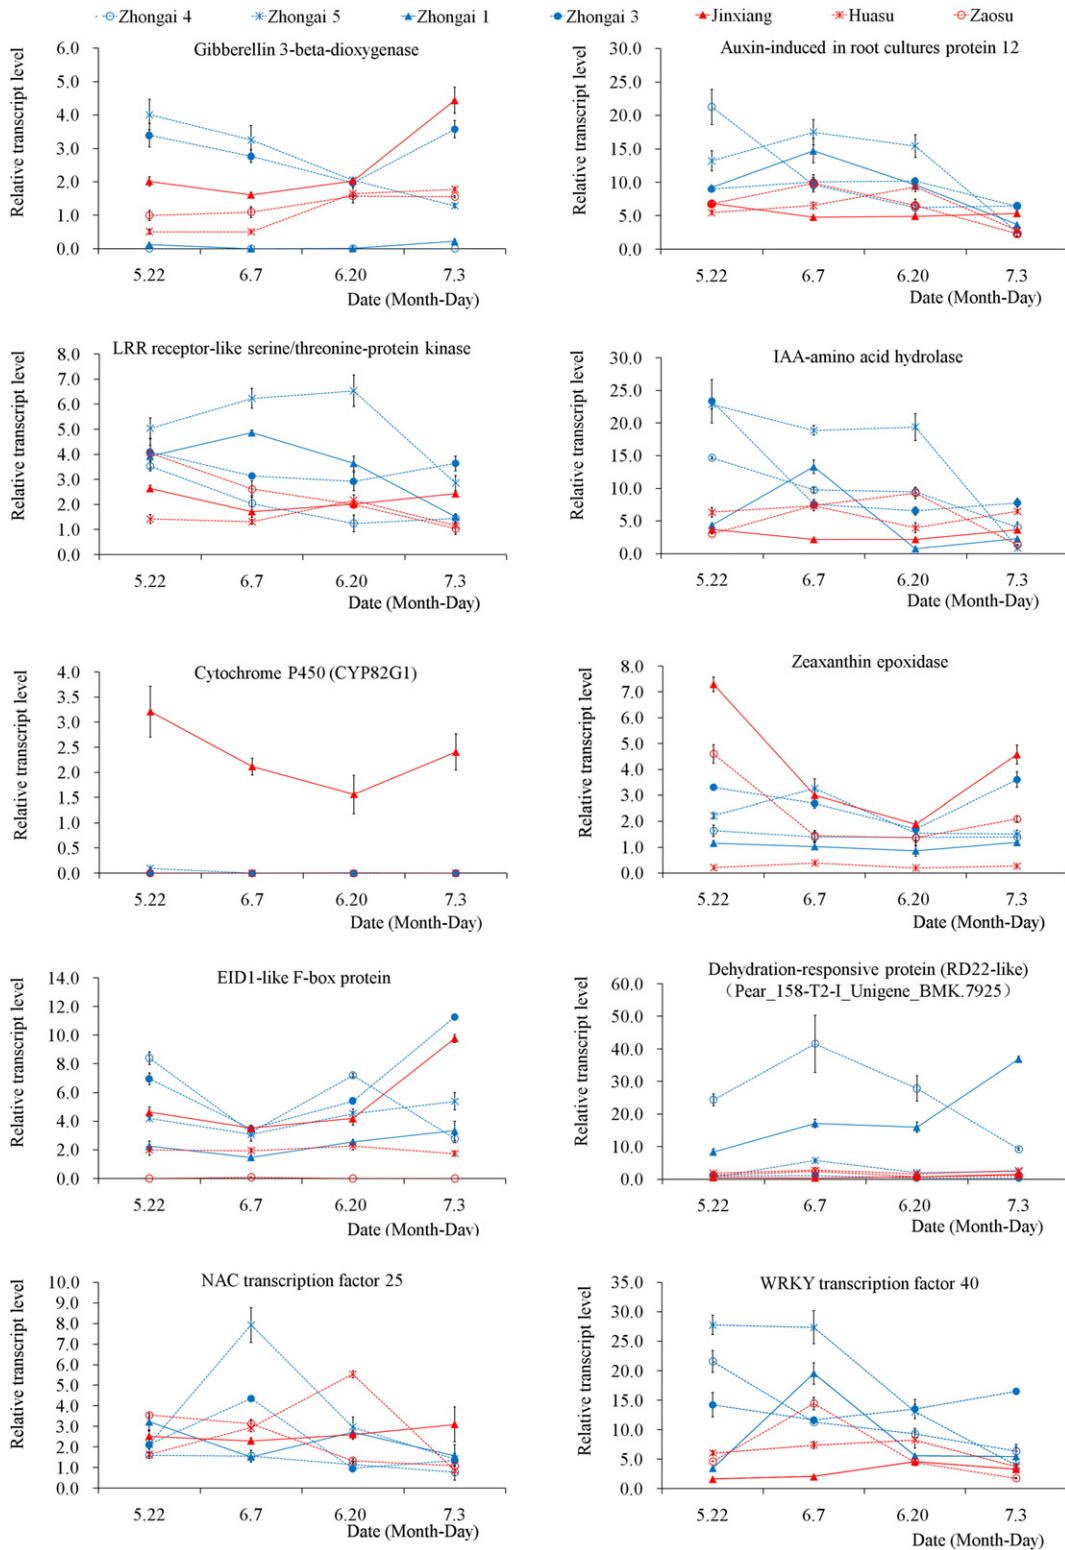 Zhongai 4 Zhongai 5 Zhongai 1 Zhongai 3 Jinxiang Huasu Zaosu
Gibberellin 3-beta-dioxygenase
Relative transcript level
6.0
5.0
4.0
3.0
2.0
1.0
0.0
5.22 6.7 6.20 7.3
Date (Month-Day)
Auxin-induced in root cultures protein 12
Relative transcript level
30.0
25.0
20.0
15.0
10.0
5.0
0.0
5.22 6.7 6.20 7.3
Date (Month-Day)
LRR receptor-like serine/threonine-protein kinase
Relative transcript level
8.0
7.0
6.0
5.0
4.0
3.0
2.0
1.0
0.0
5.22 6.7 6.20 7.3
Date (Month-Day)
IAA-amino acid hydrolase
Relative transcript level
30.0
25.0
20.0
15.0
10.0
5.0
0.0
5.22 6.7 6.20 7.3
Date (Month-Day)
Cytochrome P450 (CYP82G1)
Relative transcript level
4.0
3.5
3.0
2.5
2.0
1.5
1.0
0.5
0.0
5.22 6.7 6.20 7.3
Date (Month-Day)
Zeaxanthin epoxidase
Relative transcript level
8.0
7.0
6.0
5.0
4.0
3.0
2.0
1.0
0.0
5.22 6.7 6.20 7.3
Date (Month-Day)
EID1-like F-box protein
Relative transcript level
14.0
12.0
10.0
8.0
6.0
4.0
2.0
0.0
5.22 6.7 6.20 7.3
Date (Month-Day)
Dehydration-responsive protein (RD22-like)
（Pear_158-T2-I_Unigene_BMK.7925）
Relative transcript level
60.0
50.0
40.0
30.0
20.0
10.0
0.0
5.22 6.7 6.20 7.3
Date (Month-Day)
NAC transcription factor 25
Relative transcript level
10.0
9.0
8.0
7.0
6.0
5.0
4.0
3.0
2.0
1.0
0.0
5.22 6.7 6.20 7.3
Date (Month-Day)
WRKY transcription factor 40
Relative transcript level
35.0
30.0
25.0
20.0
15.0
10.0
5.0
0.0
5.22 6.7 6.20 7.3
Date (Month-Day)